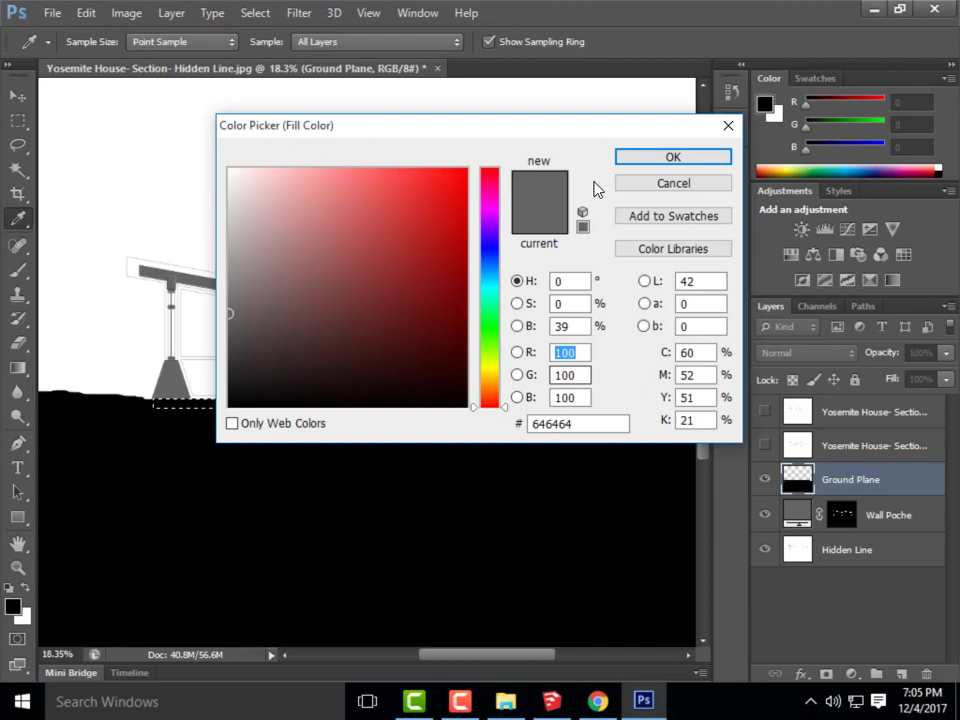 Ps File Edit Image Layer Type Select Filter 3D View Window Help
Sample Size: Point Sample Sample: All Layers Show Sampling Ring
Yosemite House- Section- Hidden Line.jpg @ 18.3% (Ground Plane, RGB/8#) * ×
Color Picker (Fill Color)
new
current
OK
Cancel
Add to Swatches
Color Libraries
H: 0 °
S: 0 %
B: 39 %
R: 100
G: 100
B: 100
L: 42
a: 0
b: 0
C: 60 %
M: 52 %
Y: 51 %
K: 21 %
# 646464
Only Web Colors
Color Swatches
R 0
G 0
B 0
Adjustments Styles
Add an adjustment
Layers Channels Paths
Kind
Normal Opacity: 100%
Lock: Fill: 100%
Yosemite House- Sectio...
Yosemite House- Sectio...
Ground Plane
Wall Poche
Hidden Line
18.35% Doc: 40.8M/56.6M
Mini Bridge Timeline
Search Windows
7:05 PM
12/4/2017